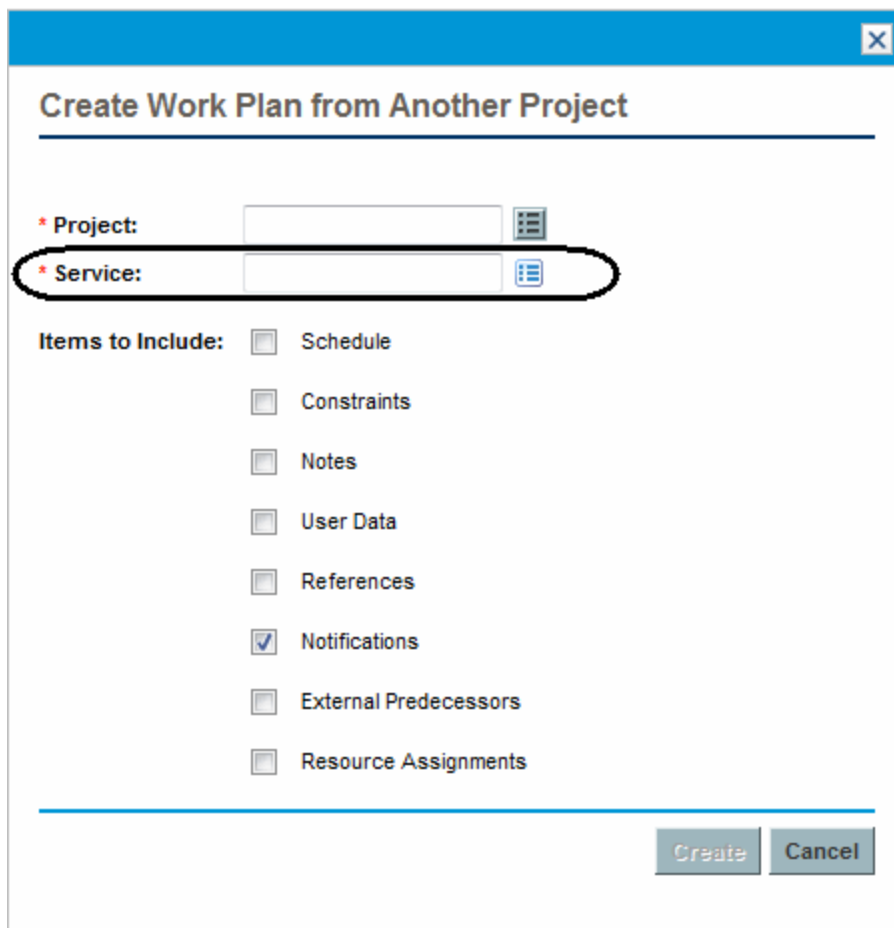 Create Work Plan from Another Project
* Project:
* Service:
Items to Include: Schedule
Constraints
Notes
User Data
References
Notifications
External Predecessors
Resource Assignments
Create Cancel